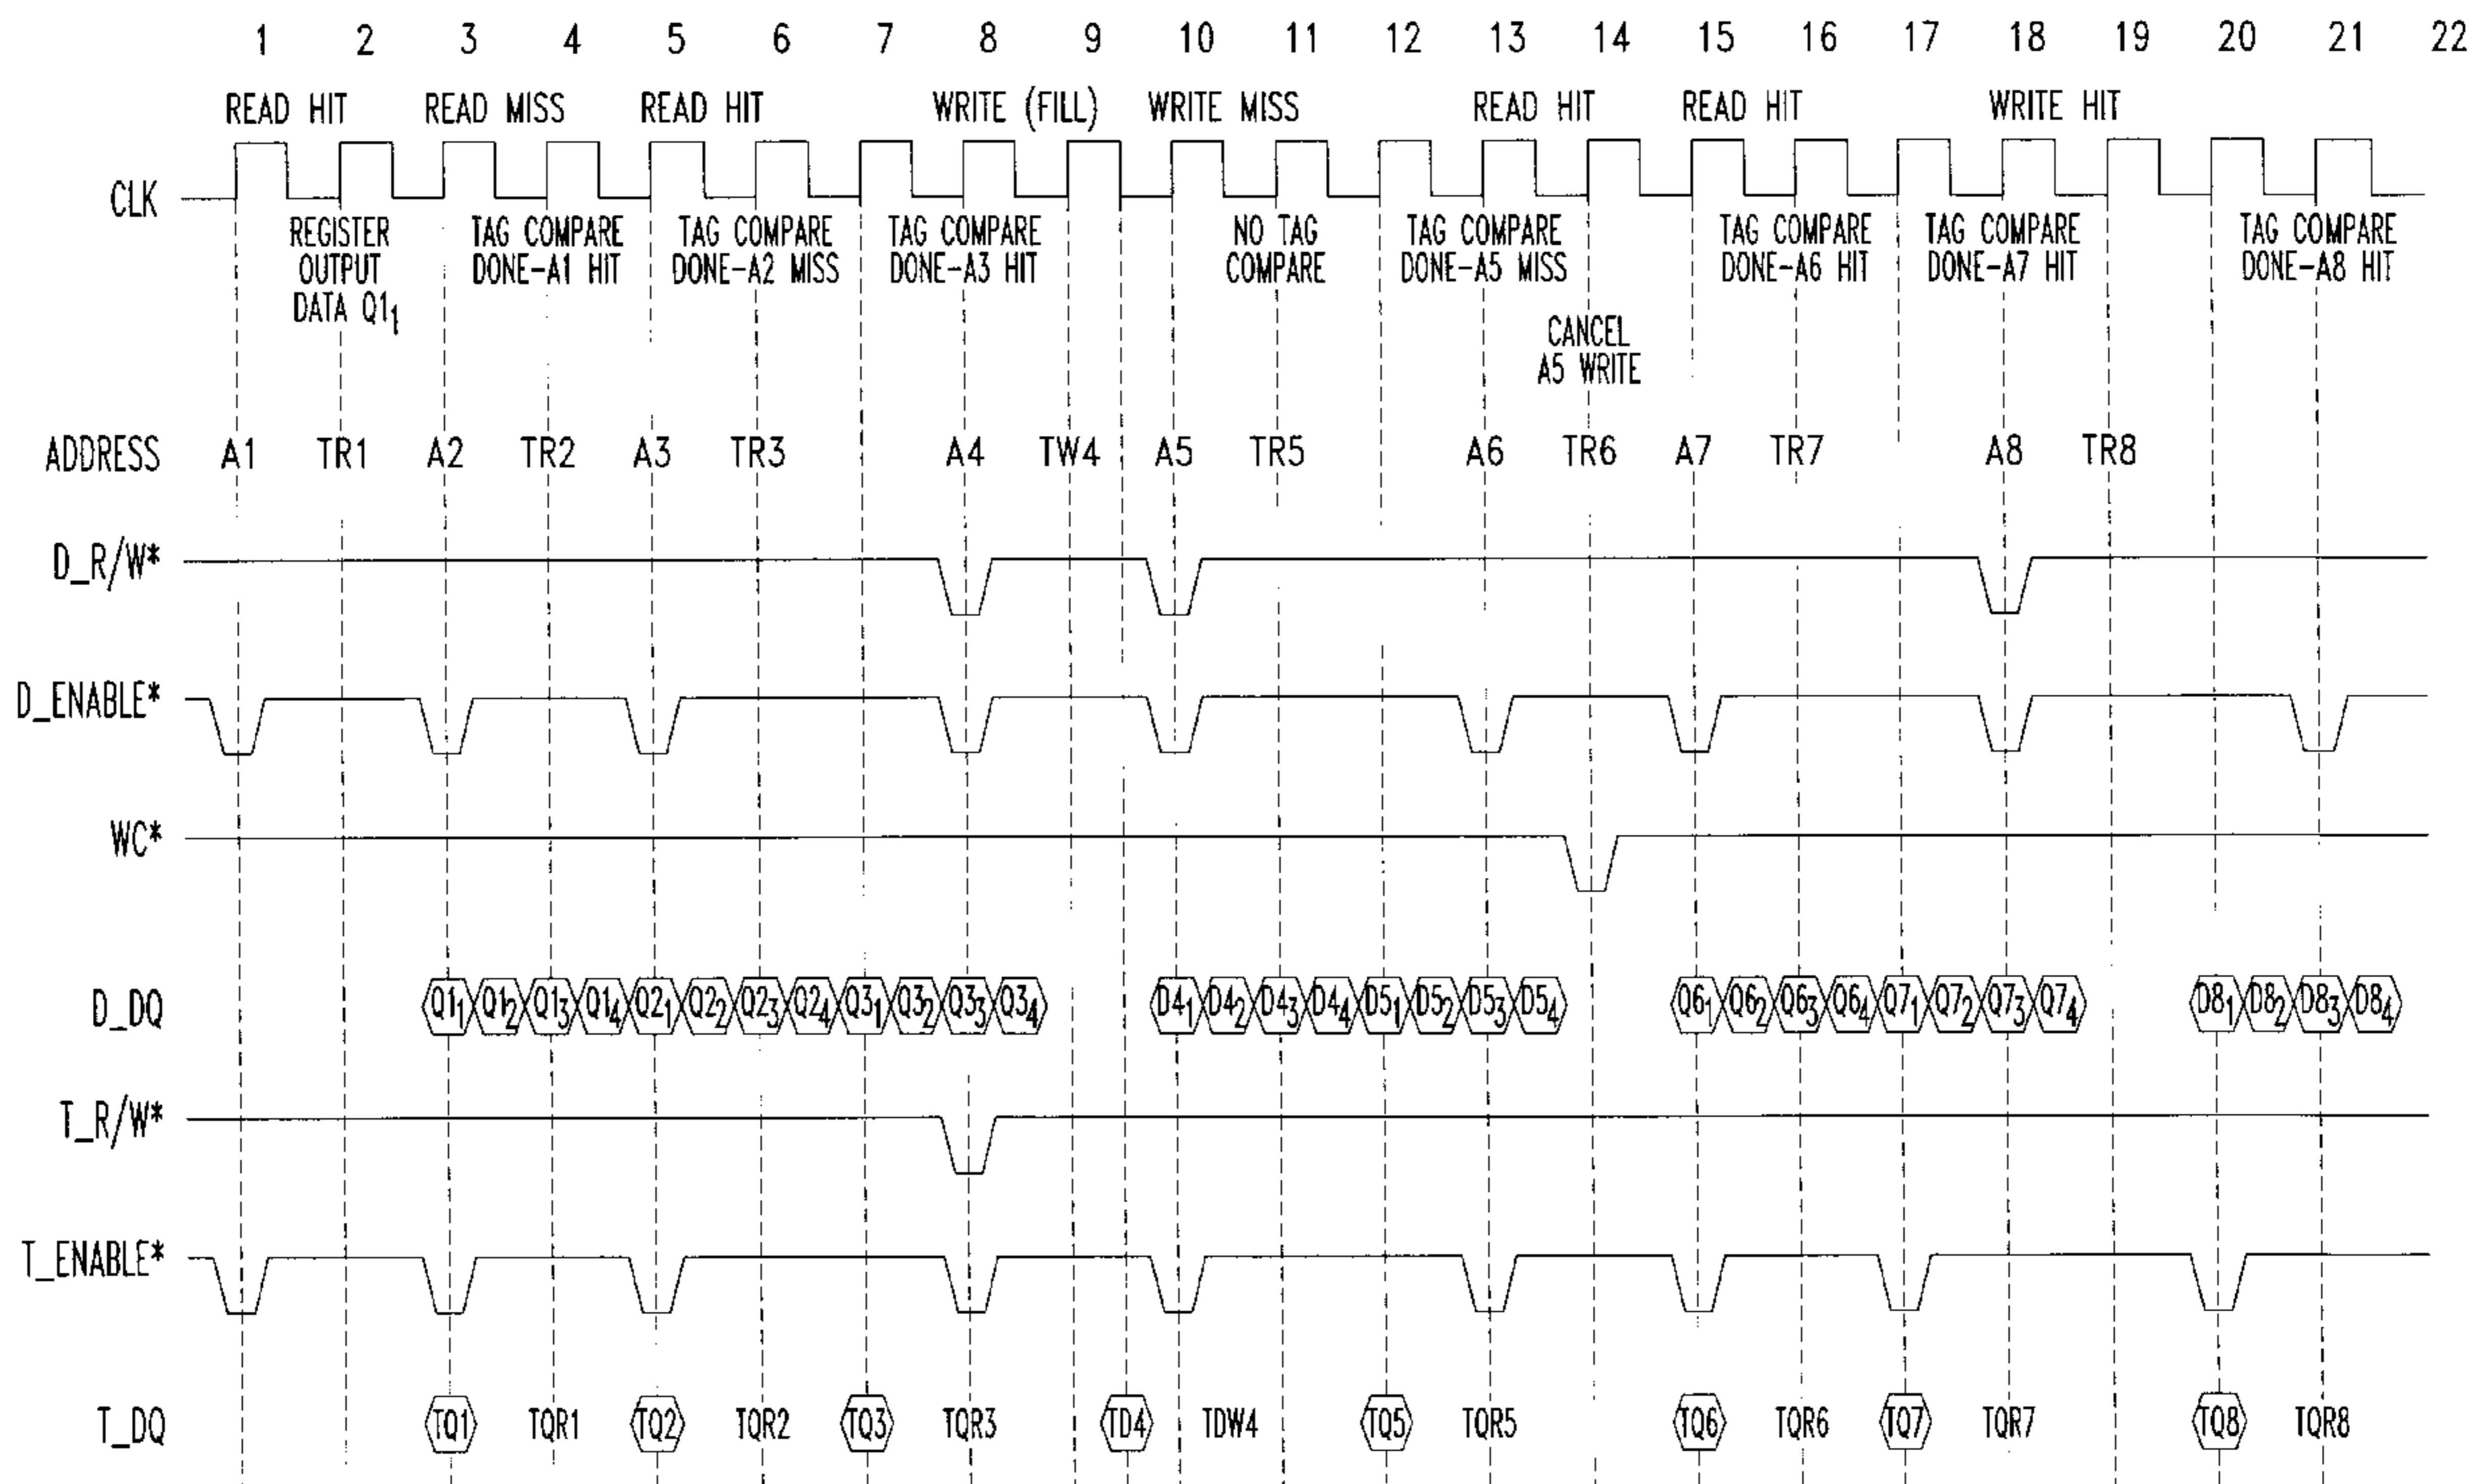 1 2 3 4 5 6 7 8 9 10 11 12 13 14 15 16 17 18 19 20 21 22
READ HIT READ MISS READ HIT WRITE (FILL) WRITE MISS READ HIT READ HIT WRITE HIT
CLK
REGISTER TAG COMPARE TAG COMPARE TAG COMPARE NO TAG TAG COMPARE TAG COMPARE TAG COMPARE TAG COMPARE
OUTPUT DONE-A1 HIT DONE-A2 MISS DONE-A3 HIT COMPARE DONE-A5 MISS DONE-A6 HIT DONE-A7 HIT DONE-A8 HIT
DATA Q1₁
CANCEL
A5 WRITE
ADDRESS A1 TR1 A2 TR2 A3 TR3 A4 TW4 A5 TR5 A6 TR6 A7 TR7 A8 TR8
D_R/W*
D_ENABLE*
WC*
D_DQ Q1₁ Q1₂ Q1₃ Q1₄ Q2₁ Q2₂ Q2₃ Q2₄ Q3₁ Q3₂ Q3₃ Q3₄ D4₁ D4₂ D4₃ D4₄ D5₁ D5₂ D5₃ D5₄ Q6₁ Q6₂ Q6₃ Q6₄ Q7₁ Q7₂ Q7₃ Q7₄ D8₁ D8₂ D8₃ D8₄
T_R/W*
T_ENABLE*
T_DQ TQ1 TQR1 TQ2 TQR2 TQ3 TQR3 TD4 TDW4 TQ5 TQR5 TQ6 TQR6 TQ7 TQR7 TQ8 TQR8